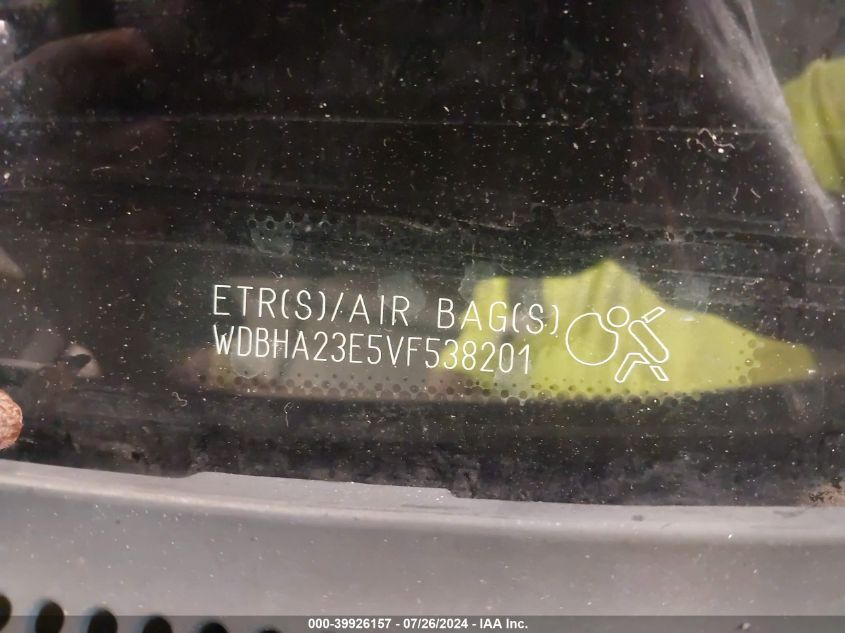 ETR(S)/AIR BAG(S)
WDBHA23E5VF538201
000-39926157 - 07/26/2024 - IAA Inc.